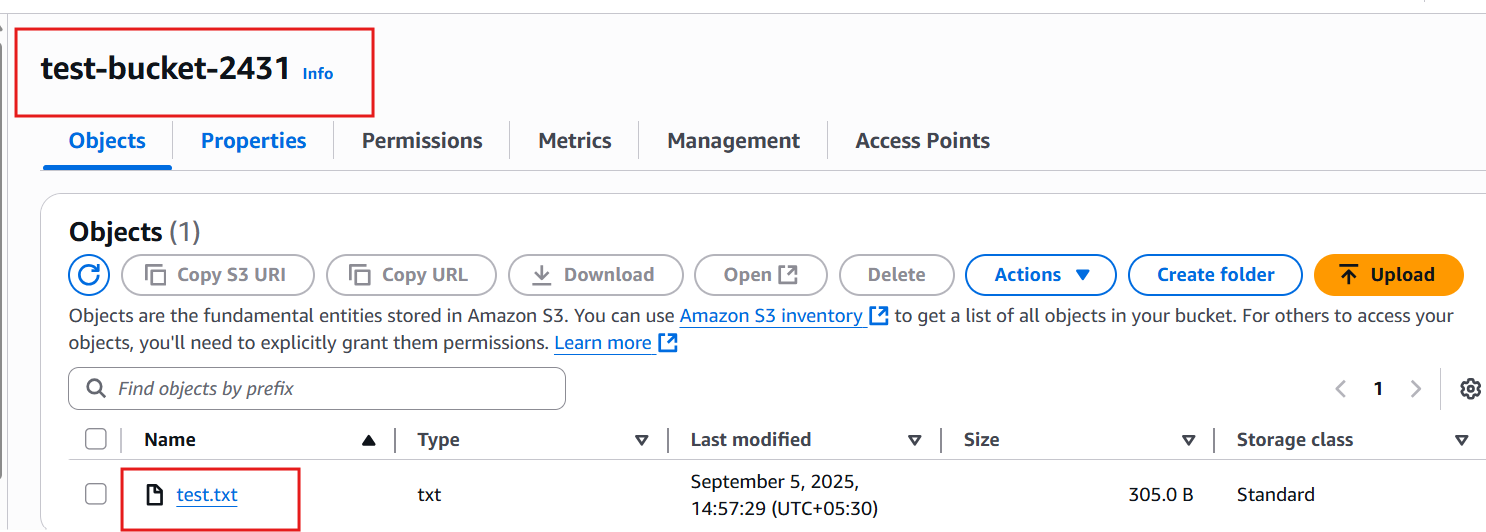 test-bucket-2431 Info
Objects Properties Permissions Metrics Management Access Points
Objects (1)
Copy S3 URI Copy URL Download Open Delete Actions Create folder Upload
Objects are the fundamental entities stored in Amazon S3. You can use Amazon S3 inventory to get a list of all objects in your bucket. For others to access your
objects, you'll need to explicitly grant them permissions. Learn more
Find objects by prefix 1
Name Type Last modified Size Storage class
test.txt txt September 5, 2025, 305.0 B Standard
14:57:29 (UTC+05:30)